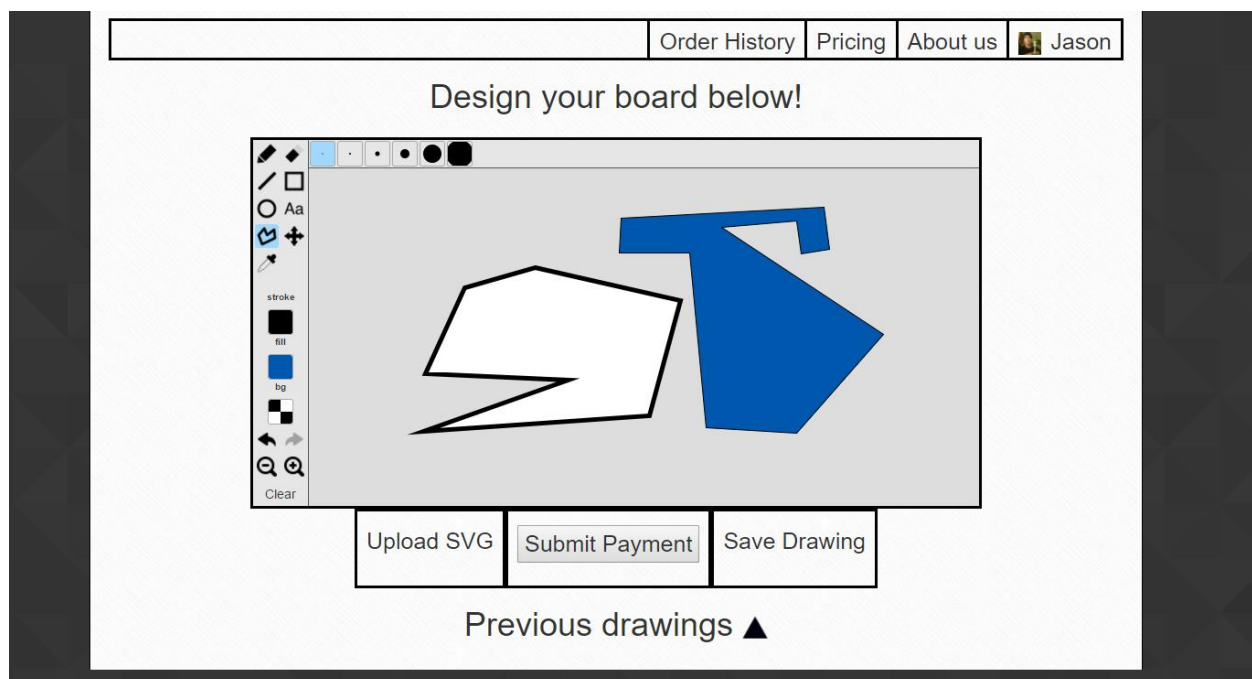 Order History Pricing About us Jason
Design your board below!
Aa
stroke
fill
bg
Clear
Upload SVG Submit Payment Save Drawing
Previous drawings